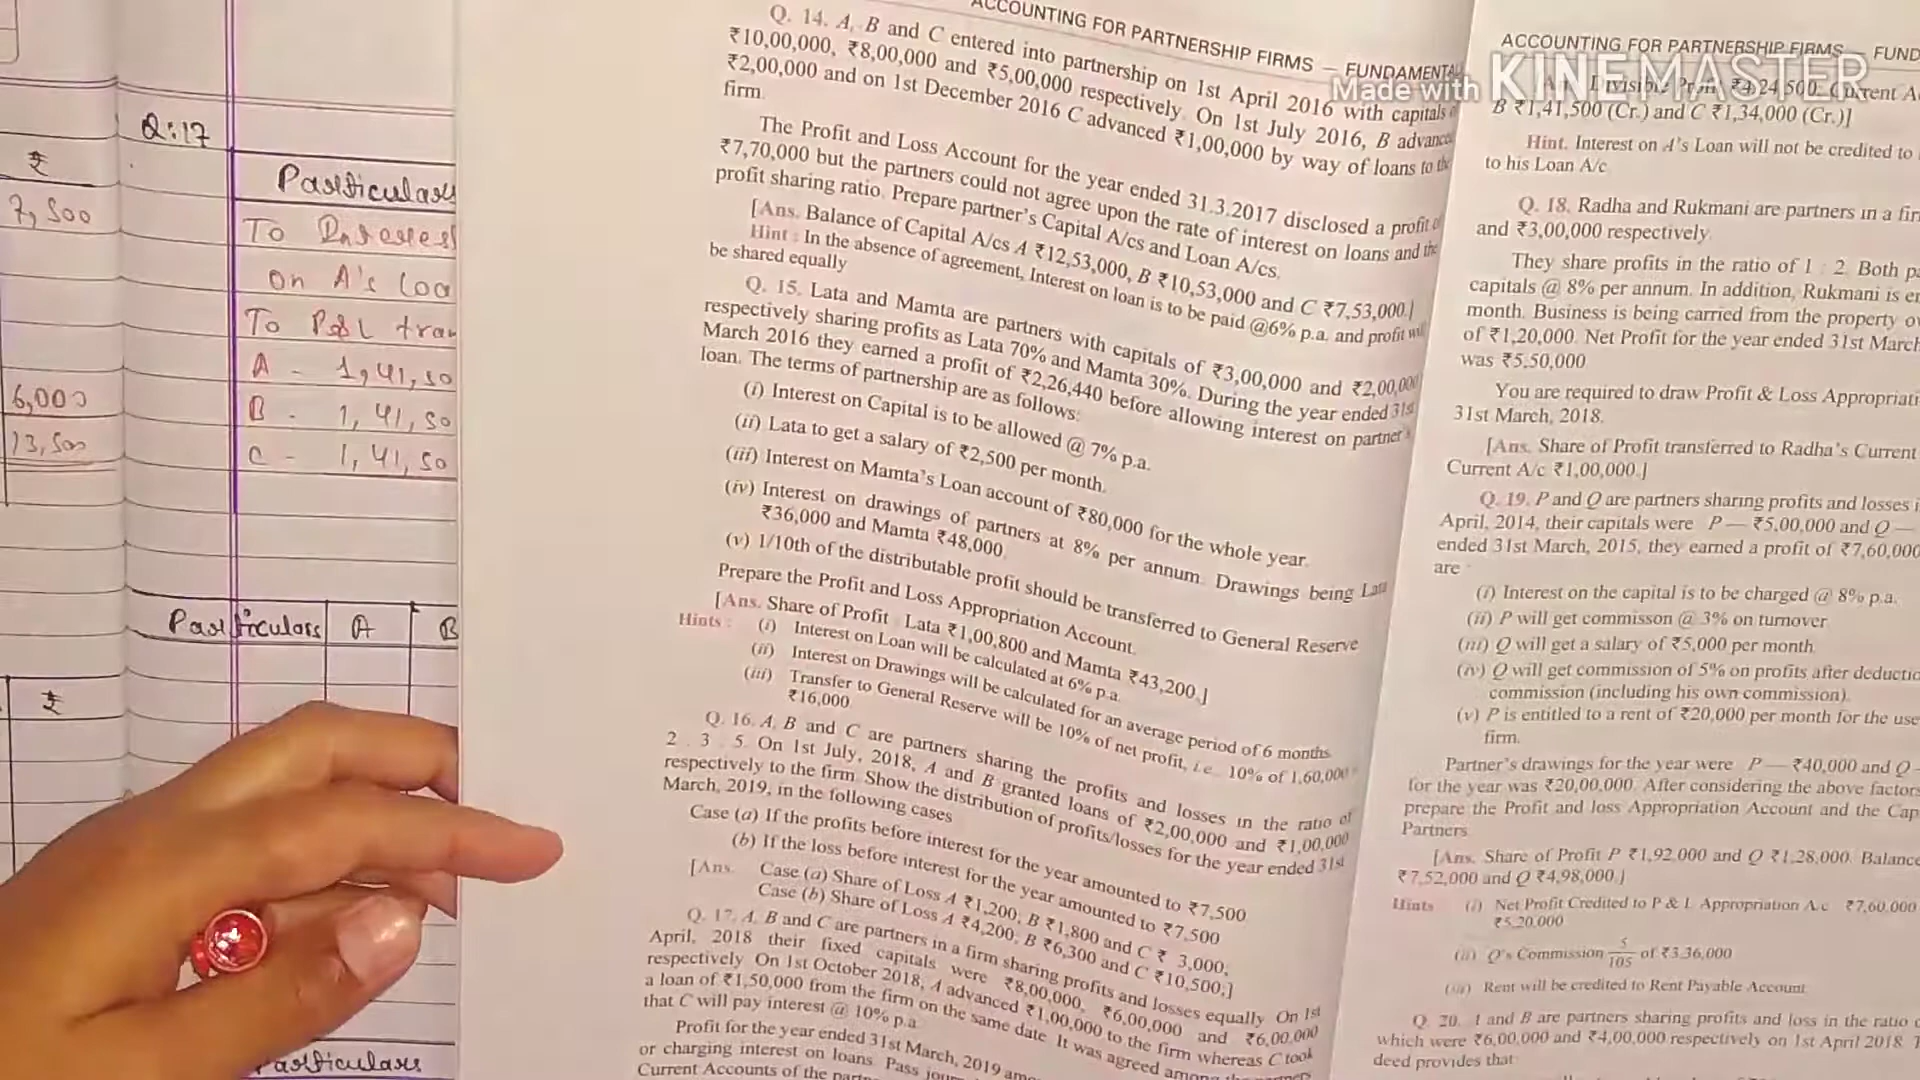 ₹
7,500
6,000
13,500
₹
Q:17
Particulars
To Interest
on A's loa
To P&L tran
A - 1,41,50
B - 1,41,50
C - 1,41,50
Particulars A B
Particulars
ACCOUNTING FOR PARTNERSHIP FIRMS — FUNDAMENTAL
Q. 14. A, B and C entered into partnership on 1st April 2016 with capitals
₹10,00,000, ₹8,00,000 and ₹5,00,000 respectively. On 1st July 2016, B advanced
₹2,00,000 and on 1st December 2016 C advanced ₹1,00,000 by way of loans to the
firm.
The Profit and Loss Account for the year ended 31.3.2017 disclosed a profit of
₹7,70,000 but the partners could not agree upon the rate of interest on loans and the
profit sharing ratio. Prepare partner's Capital A/cs and Loan A/cs.
[Ans. Balance of Capital A/cs A ₹12,53,000, B ₹10,53,000 and C ₹7,53,000.]
Hint : In the absence of agreement, Interest on loan is to be paid @6% p.a. and profit will
be shared equally
Q. 15. Lata and Mamta are partners with capitals of ₹3,00,000 and ₹2,00,000
respectively sharing profits as Lata 70% and Mamta 30%. During the year ended 31st
March 2016 they earned a profit of ₹2,26,440 before allowing interest on partner's
loan. The terms of partnership are as follows:
(i) Interest on Capital is to be allowed @ 7% p.a.
(ii) Lata to get a salary of ₹2,500 per month.
(iii) Interest on Mamta's Loan account of ₹80,000 for the whole year.
(iv) Interest on drawings of partners at 8% per annum. Drawings being Lata
₹36,000 and Mamta ₹48,000.
(v) 1/10th of the distributable profit should be transferred to General Reserve
Prepare the Profit and Loss Appropriation Account.
[Ans. Share of Profit : Lata ₹1,00,800 and Mamta ₹43,200.]
Hints : (i) Interest on Loan will be calculated at 6% p.a.
(ii) Interest on Drawings will be calculated for an average period of 6 months.
(iii) Transfer to General Reserve will be 10% of net profit, i.e., 10% of 1,60,000 =
₹16,000.
Q. 16. A, B and C are partners sharing the profits and losses in the ratio of
2 : 3 : 5. On 1st July, 2018, A and B granted loans of ₹2,00,000 and ₹1,00,000
respectively to the firm. Show the distribution of profits/losses for the year ended 31st
March, 2019, in the following cases
Case (a) If the profits before interest for the year amounted to ₹7,500
(b) If the loss before interest for the year amounted to ₹7,500
[Ans. Case (a) Share of Loss A ₹1,200; B ₹1,800 and C ₹ 3,000;
Case (b) Share of Loss A ₹4,200; B ₹6,300 and C ₹10,500;]
Q. 17. A, B and C are partners in a firm sharing profits and losses equally. On 1st
April, 2018 their fixed capitals were ₹8,00,000, ₹6,00,000 and ₹6,00,000
respectively. On 1st October 2018, A advanced ₹1,00,000 to the firm whereas C took
a loan of ₹1,50,000 from the firm on the same date. It was agreed among the partners
that C will pay interest @ 10% p.a
Profit for the year ended 31st March, 2019
or charging interest on loans. Pass
Current Accounts of the
ACCOUNTING FOR PARTNERSHIP FIRMS — FUND
Made with KINEMASTER
Divisible Profit ₹4,24,500; Current A
B ₹1,41,500 (Cr.) and C ₹1,34,000 (Cr.)]
Hint. Interest on A's Loan will not be credited to
to his Loan A/c
Q. 18. Radha and Rukmani are partners in a fir
and ₹3,00,000 respectively.
They share profits in the ratio of 1 : 2. Both p
capitals @ 8% per annum. In addition, Rukmani is en
month. Business is being carried from the property o
of ₹1,20,000. Net Profit for the year ended 31st March
was ₹5,50,000
You are required to draw Profit & Loss Appropriati
31st March, 2018.
[Ans. Share of Profit transferred to Radha's Current
Current A/c ₹1,00,000.]
Q. 19. P and Q are partners sharing profits and losses i
April, 2014, their capitals were P — ₹5,00,000 and Q —
ended 31st March, 2015, they earned a profit of ₹7,60,000
are
(i) Interest on the capital is to be charged @ 8% p.a.
(ii) P will get commisson @ 3% on turnover
(iii) Q will get a salary of ₹5,000 per month.
(iv) Q will get commission of 5% on profits after deductio
commission (including his own commission).
(v) P is entitled to a rent of ₹20,000 per month for the use
firm.
Partner's drawings for the year were P — ₹40,000 and Q -
for the year was ₹20,00,000. After considering the above factors
prepare the Profit and loss Appropriation Account and the Cap
Partners
[Ans. Share of Profit P ₹1,92,000 and Q ₹1,28,000. Balance
₹7,52,000 and Q ₹4,98,000.]
Hints (i) Net Profit Credited to P & L Appropriation A/c ₹7,60,000
₹5,20,000
(ii) Q's Commission 5/105 of ₹3,36,000
(iii) Rent will be credited to Rent Payable Account
Q. 20. A and B are partners sharing profits and loss in the ratio o
which were ₹6,00,000 and ₹4,00,000 respectively on 1st April 2018. T
deed provides that